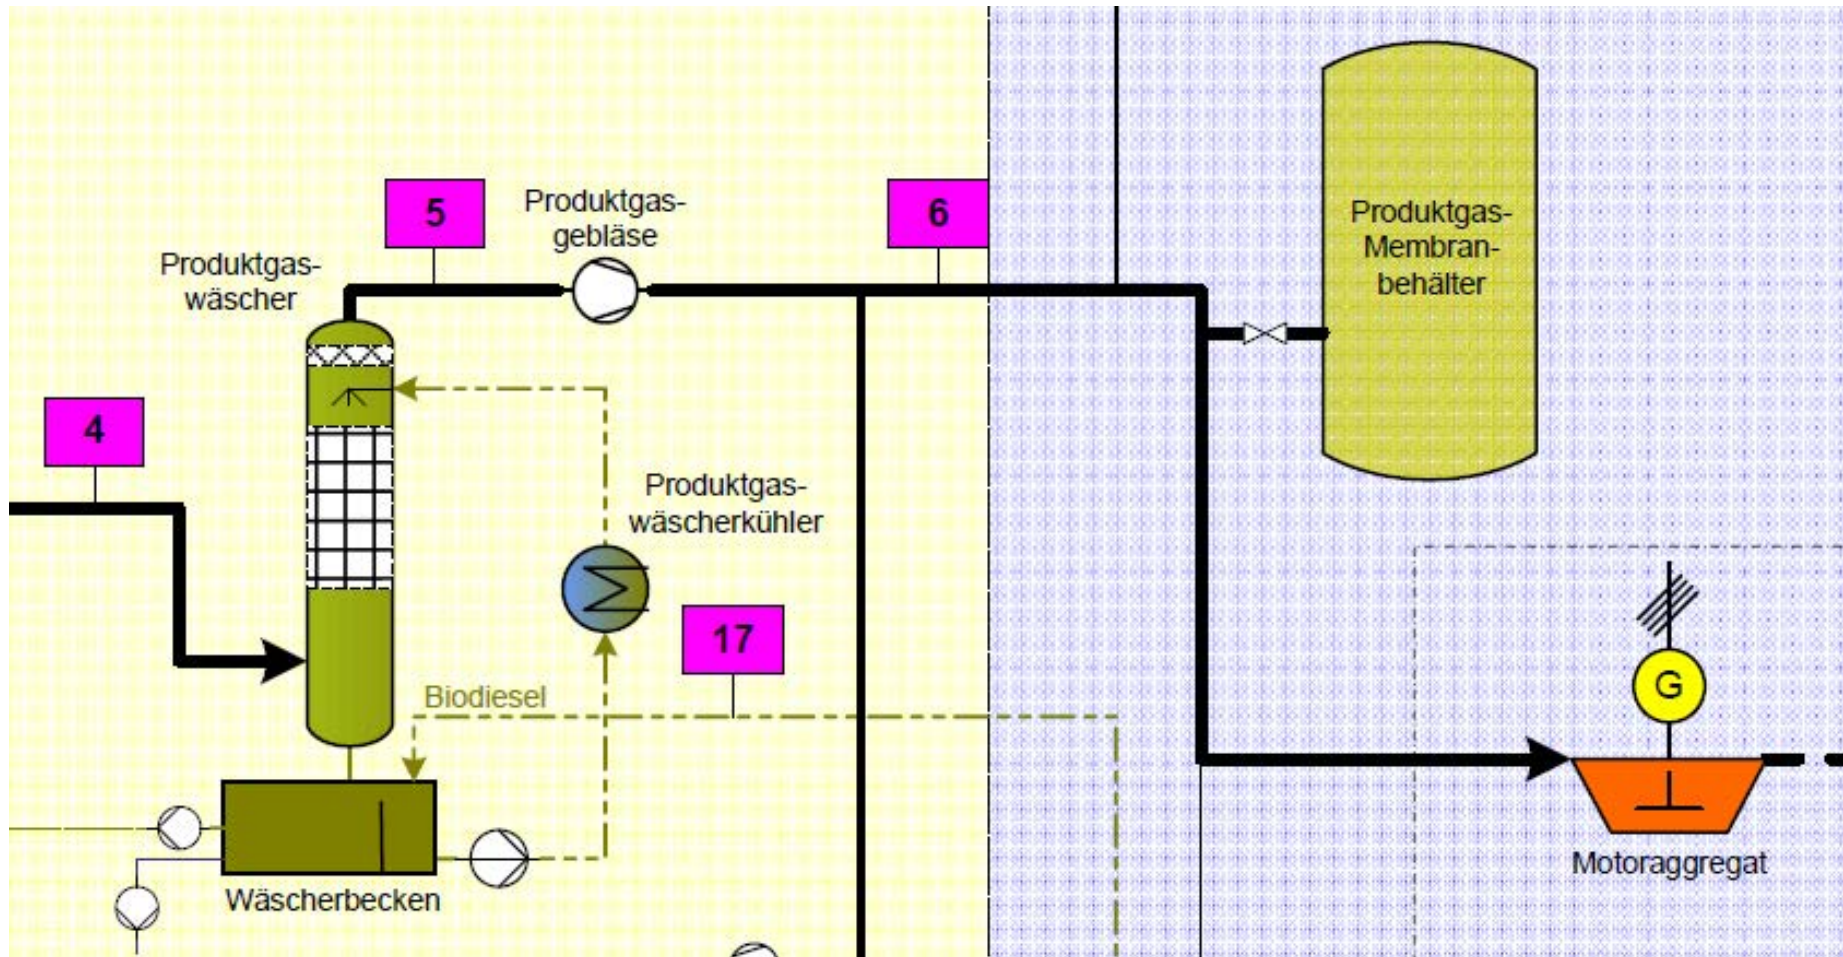 5
Produktgas-
gebläse
6
Produktgas-
Membran-
behälter
Produktgas-
wäscher
4
Produktgas-
wäscherkühler
17
Biodiesel
G
Motoraggregat
Wäscherbecken